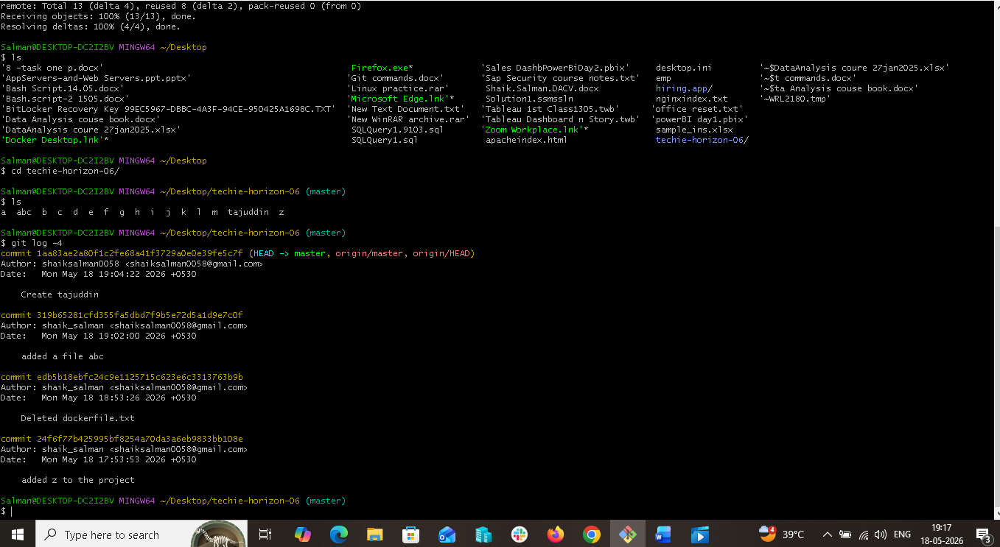 remote: Total 13 (delta 4), reused 8 (delta 2), pack-reused 0 (from 0)
Receiving objects: 100% (13/13), done.
Resolving deltas: 100% (4/4), done.

Salman@DESKTOP-DC2I2BV MINGW64 ~/Desktop
$ ls
'8 -task one p.docx' Firefox.exe* 'Sales DashbPowerBiDay2.pbix' desktop.ini '~$DataAnalysis coure 27jan2025.xlsx'
'AppServers-and-Web Servers.ppt.pptx' 'Git commands.docx' 'Sap Security course notes.txt' emp '~$t commands.docx'
'Bash Script.14.05.docx' 'Linux practice.rar' Shaik.Salman.DACV.docx hiring.app/ '~$ta Analysis couse book.docx'
'Bash.script-2 1505.docx' 'Microsoft Edge.lnk'* Solution1.ssmssln nginxindex.txt '~WRL2180.tmp'
'BitLocker Recovery Key 99EC5967-DBBC-4A3F-94CE-950425A1698C.TXT' 'New Text Document.txt' 'Tableau 1st Class1305.twb' 'office reset.txt'
'Data Analysis couse book.docx' 'New WinRAR archive.rar' 'Tableau Dashboard n Story.twb' 'powerBI day1.pbix'
'DataAnalysis coure 27jan2025.xlsx' SQLQuery1.9103.sql 'Zoom Workplace.lnk'* sample_ins.xlsx
'Docker Desktop.lnk'* SQLQuery1.sql apacheindex.html techie-horizon-06/

Salman@DESKTOP-DC2I2BV MINGW64 ~/Desktop
$ cd techie-horizon-06/

Salman@DESKTOP-DC2I2BV MINGW64 ~/Desktop/techie-horizon-06 (master)
$ ls
a abc b c d e f g h i j k l m tajuddin z

Salman@DESKTOP-DC2I2BV MINGW64 ~/Desktop/techie-horizon-06 (master)
$ git log -4
commit 1aa83ae2a80f1c2fe68a41f3729a0e0e39fe5c7f (HEAD -> master, origin/master, origin/HEAD)
Author: shaiksalman0058 <shaiksalman0058@gmail.com>
Date: Mon May 18 19:04:22 2026 +0530

Create tajuddin

commit 319b65281cfd355fa5dbd7f9b5e72d5a1d9e7c0f
Author: shaik_salman <shaiksalman0058@gmail.com>
Date: Mon May 18 19:02:00 2026 +0530

added a file abc

commit edb5b18ebfc24c9e1125715c623e6c3313763b9b
Author: shaik_salman <shaiksalman0058@gmail.com>
Date: Mon May 18 18:53:26 2026 +0530

Deleted dockerfile.txt

commit 24f6f77b425995bf8254a70da3a6eb9833bb108e
Author: shaik_salman <shaiksalman0058@gmail.com>
Date: Mon May 18 17:53:53 2026 +0530

added z to the project

Salman@DESKTOP-DC2I2BV MINGW64 ~/Desktop/techie-horizon-06 (master)
$
Type here to search
4
39°C
ENG
19:17
18-05-2026
3